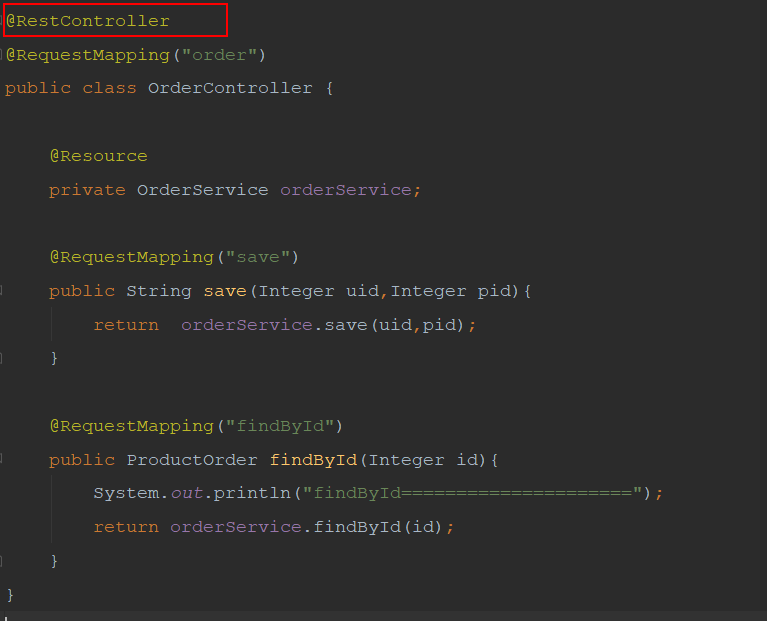 @RestController
@RequestMapping("order")
public class OrderController {
@Resource
private OrderService orderService;
@RequestMapping("save")
public String save(Integer uid,Integer pid){
return  orderService.save(uid,pid);
}
@RequestMapping("findById")
public ProductOrder findById(Integer id){
System.out.println("findById=====================");
return orderService.findById(id);
}
}